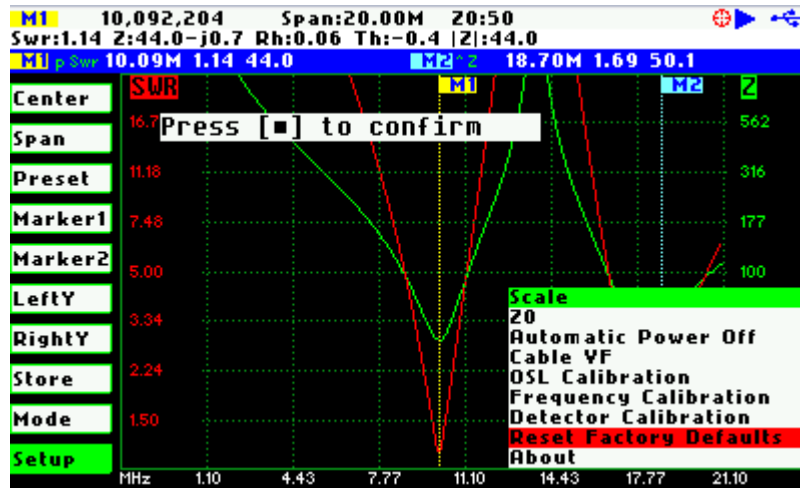 M1 10,092,204 Span:20.00M 20:50
Swr:1.14 Z:44.0-j0.7 Rh:0.06 Th:-0.4 |Z|:44.0
M1 p Swr 10.09M 1.14 44.0 M2 ^ Z 18.70M 1.69 50.1
SWR M1 M2 Z
Center
Span
Preset
Marker1
Marker2
LeftY
RightY
Store
Mode
Setup
16.7
11.18
7.48
5.00
3.34
2.24
1.50
Press [■] to confirm
562
316
177
100
Scale
Z0
Automatic Power Off
Cable VF
OSL Calibration
Frequency Calibration
Detector Calibration
Reset Factory Defaults
About
MHz 1.10 4.43 7.77 11.10 14.43 17.77 21.10